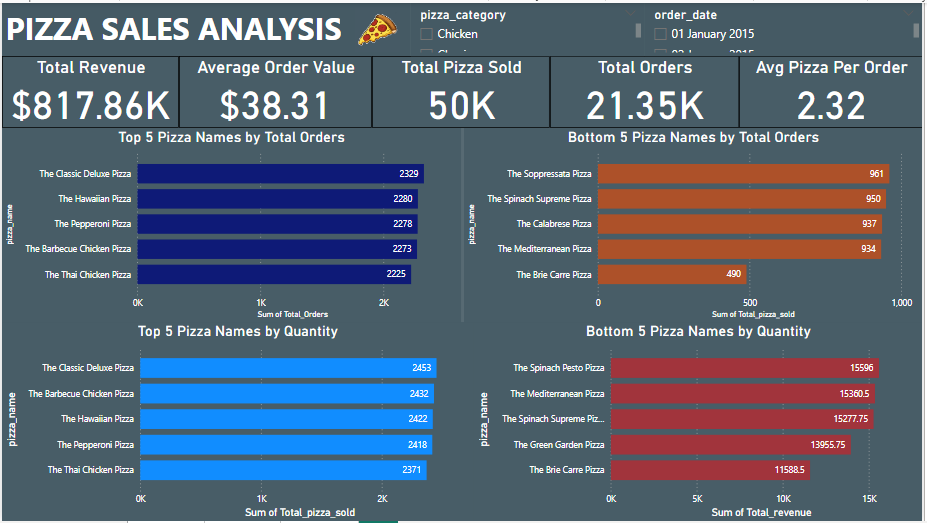 PIZZA SALES ANALYSIS
pizza_category
Chicken
order_date
01 January 2015
Total Revenue
$817.86K
Average Order Value
$38.31
Total Pizza Sold
50K
Total Orders
21.35K
Avg Pizza Per Order
2.32
Top 5 Pizza Names by Total Orders
pizza_name
The Classic Deluxe Pizza 2329
The Hawaiian Pizza 2280
The Pepperoni Pizza 2278
The Barbecue Chicken Pizza 2273
The Thai Chicken Pizza 2225
0K 1K 2K
Sum of Total_Orders
Bottom 5 Pizza Names by Total Orders
pizza_name
The Soppressata Pizza 961
The Spinach Supreme Pizza 950
The Calabrese Pizza 937
The Mediterranean Pizza 934
The Brie Carre Pizza 490
0 500 1,000
Sum of Total_pizza_sold
Top 5 Pizza Names by Quantity
pizza_name
The Classic Deluxe Pizza 2453
The Barbecue Chicken Pizza 2432
The Hawaiian Pizza 2422
The Pepperoni Pizza 2418
The Thai Chicken Pizza 2371
0K 1K 2K
Sum of Total_pizza_sold
Bottom 5 Pizza Names by Quantity
pizza_name
The Spinach Pesto Pizza 15596
The Mediterranean Pizza 15360.5
The Spinach Supreme Piz... 15277.75
The Green Garden Pizza 13955.75
The Brie Carre Pizza 11588.5
0K 5K 10K 15K
Sum of Total_revenue